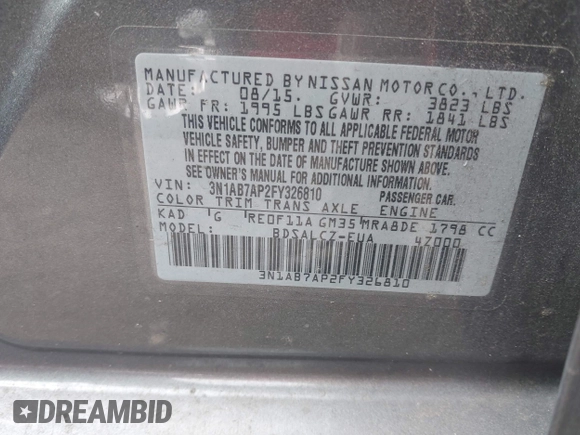 MANUFACTURED BY NISSAN MOTOR CO., LTD.
DATE: 08/15. GVWR: 3823 LBS
GAWR FR: 1995 LBS GAWR RR: 1841 LBS
THIS VEHICLE CONFORMS TO ALL APPLICABLE FEDERAL MOTOR
VEHICLE SAFETY, BUMPER AND THEFT PREVENTION STANDARDS
IN EFFECT ON THE DATE OF MANUFACTURE SHOWN ABOVE.
SEE OWNER'S MANUAL FOR ADDITIONAL INFORMATION.
VIN: 3N1AB7AP2FY326810 PASSENGER CAR.
COLOR TRIM TRANS AXLE ENGINE
KAD G RE0F11A GM35 MRA8DE 1798 CC
MODEL: BDSALCZ-EUA 4Z000
3N1AB7AP2FY326810
DREAMBID